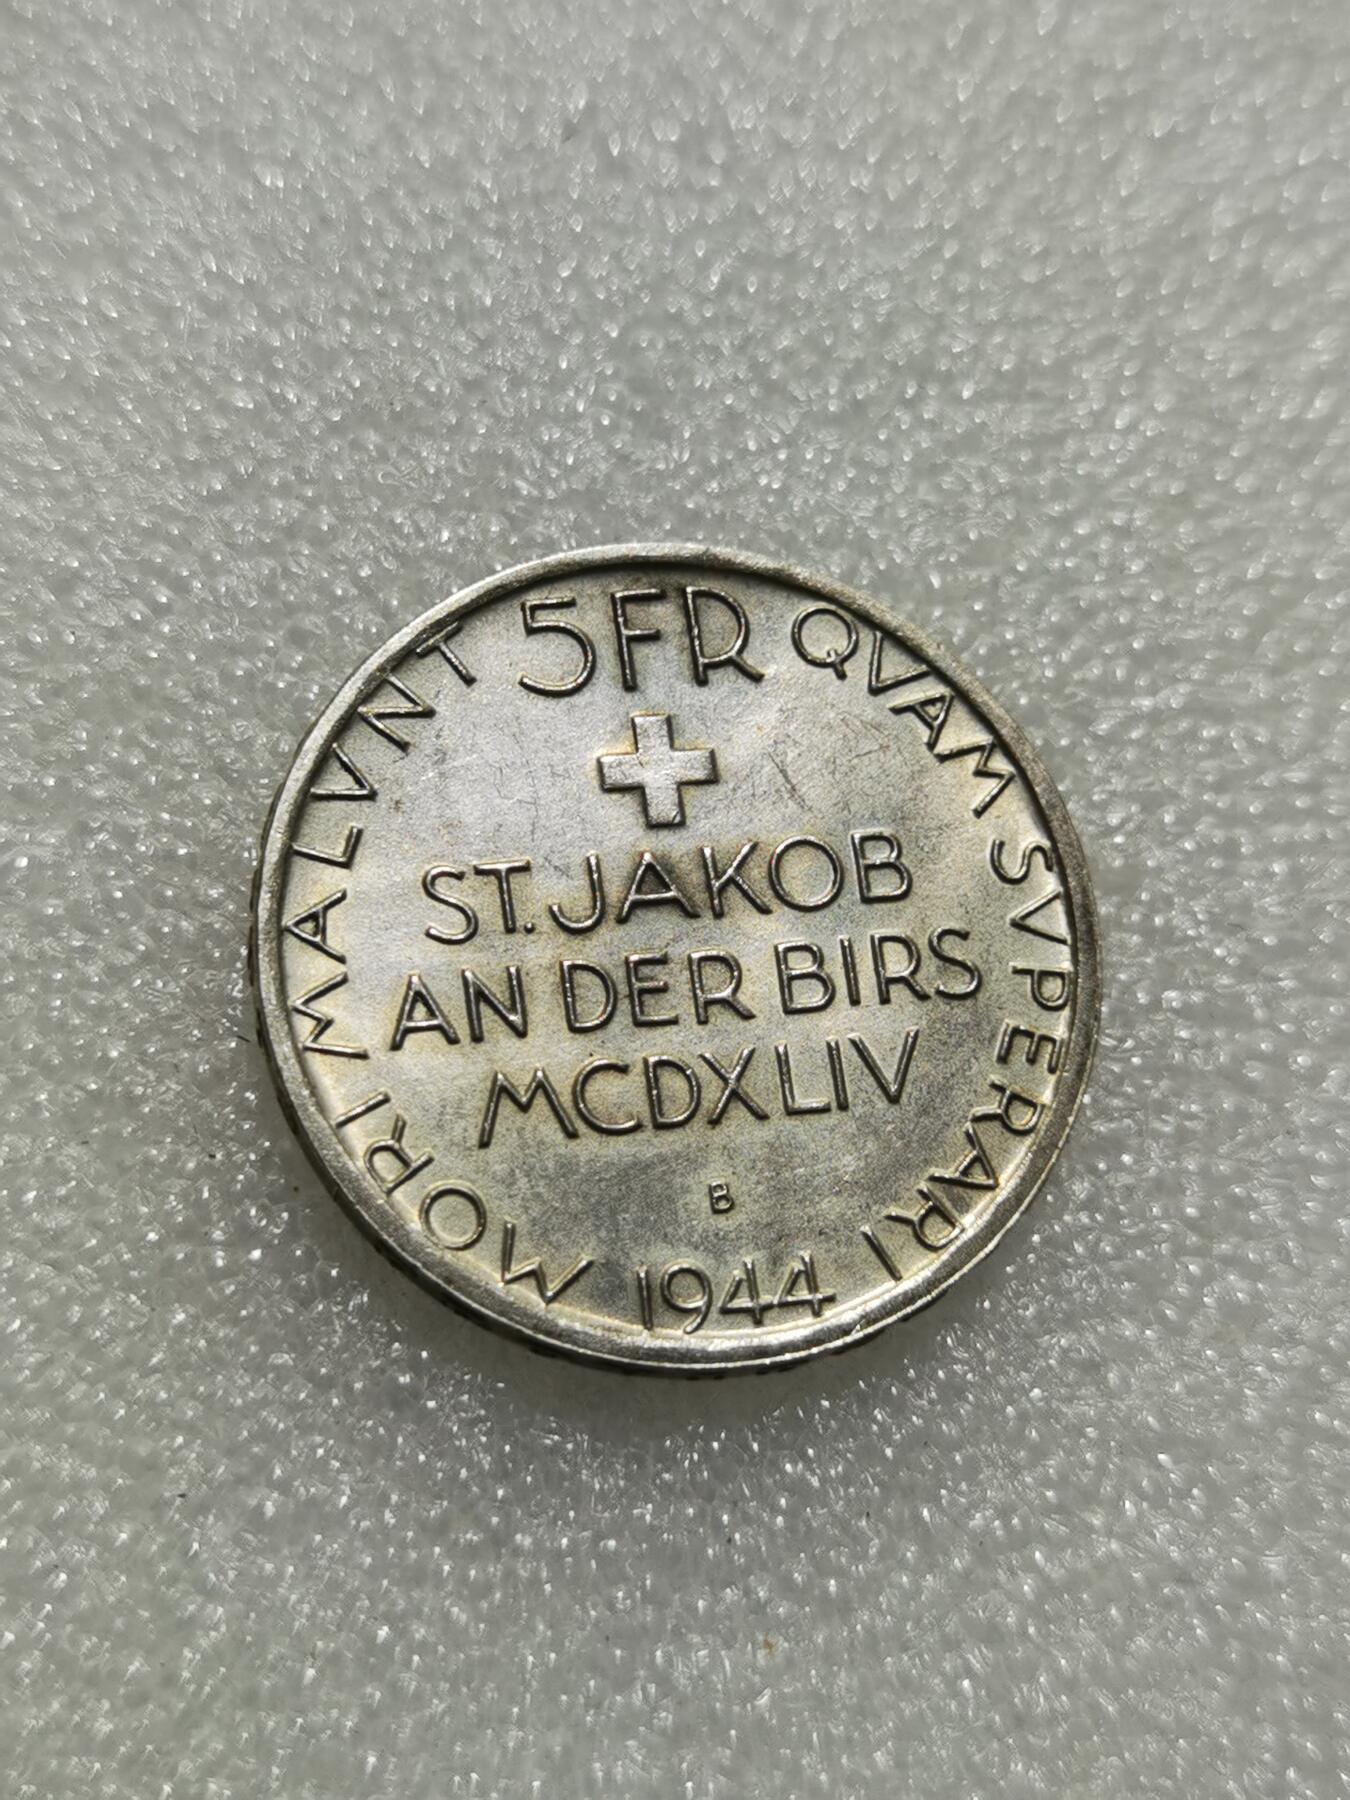 5FR
ST. JAKOB
AN DER BIRS
MCDXLIV
B
1944
MORI MALVNT QVAM SVPERARI